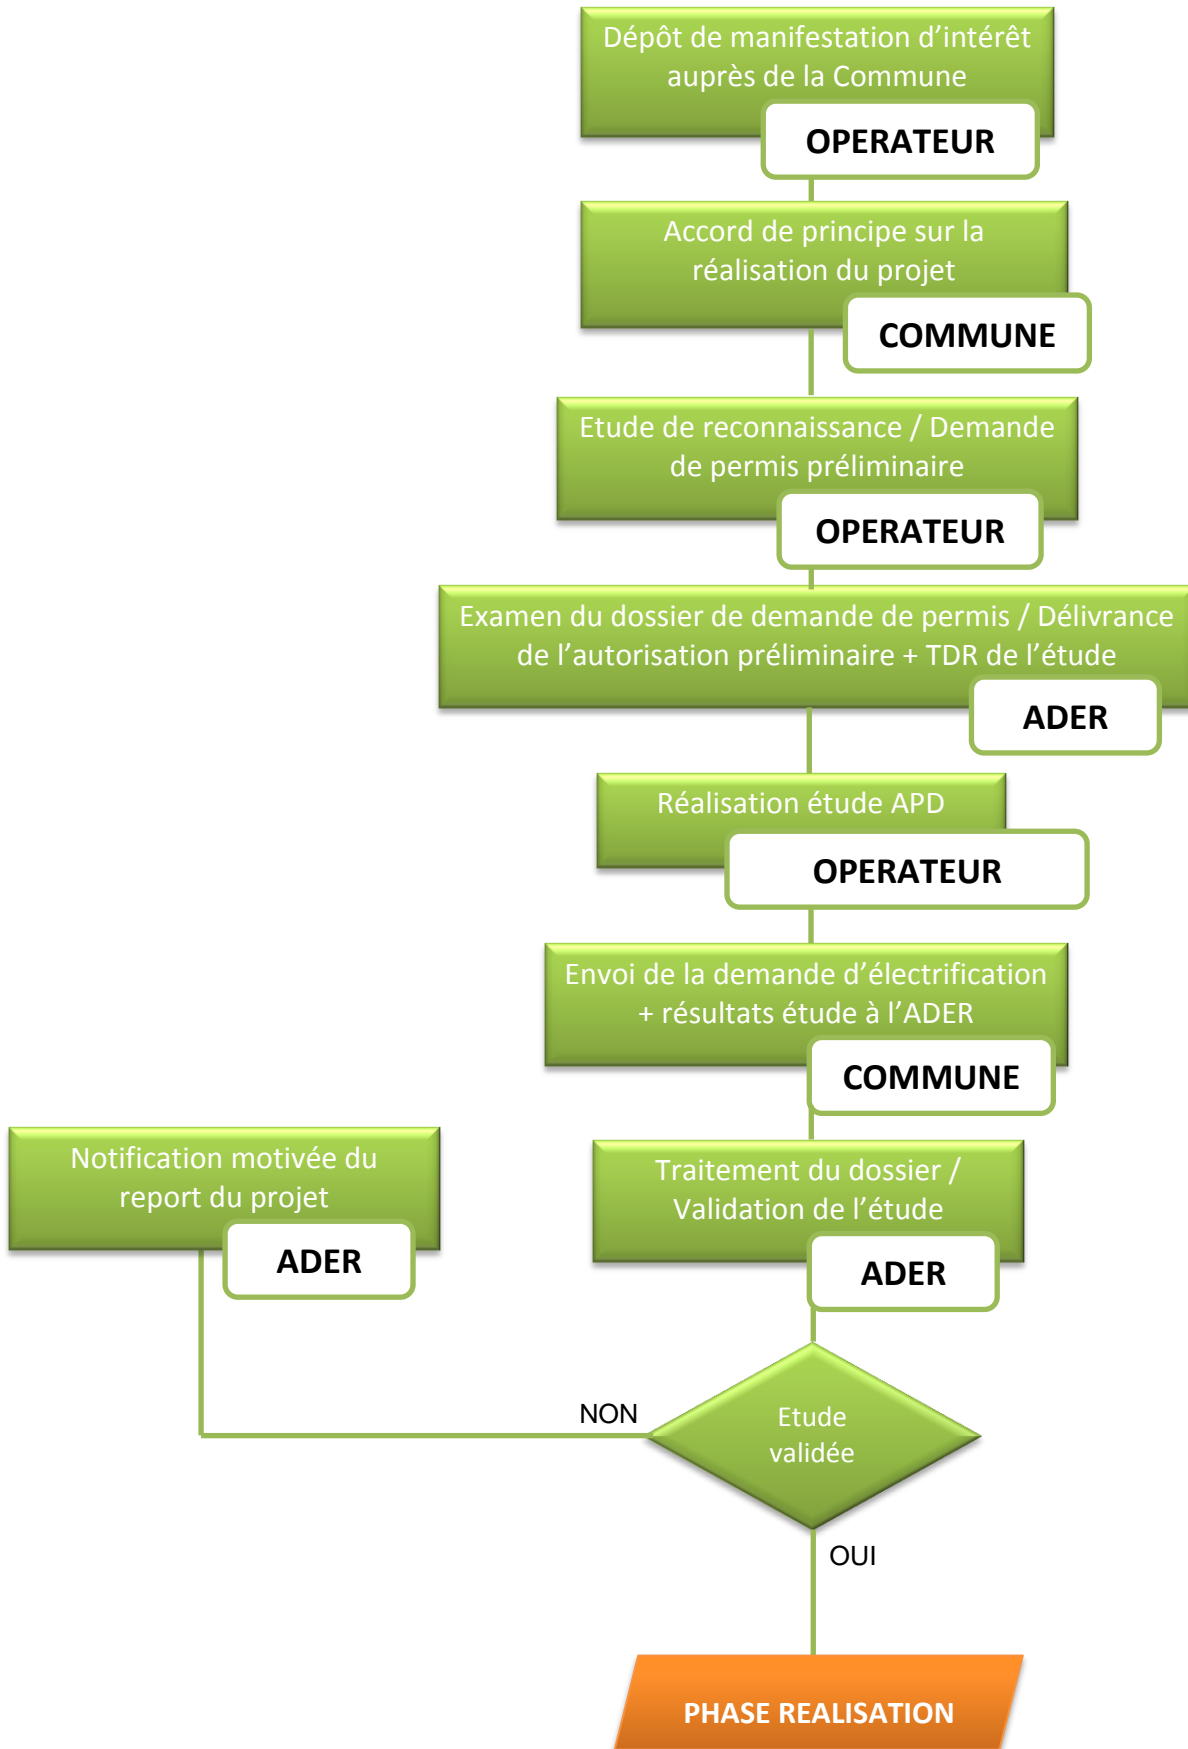 Dépôt de manifestation d’intérêt
auprès de la Commune
OPERATEUR
Accord de principe sur la
réalisation du projet
COMMUNE
Etude de reconnaissance / Demande
de permis préliminaire
OPERATEUR
Examen du dossier de demande de permis / Délivrance
de l’autorisation préliminaire + TDR de l’étude
ADER
Réalisation étude APD
OPERATEUR
Envoi de la demande d’électrification
+ résultats étude à l’ADER
COMMUNE
Notification motivée du
report du projet
ADER
Traitement du dossier /
Validation de l’étude
ADER
NON
Etude
validée
OUI
PHASE REALISATION